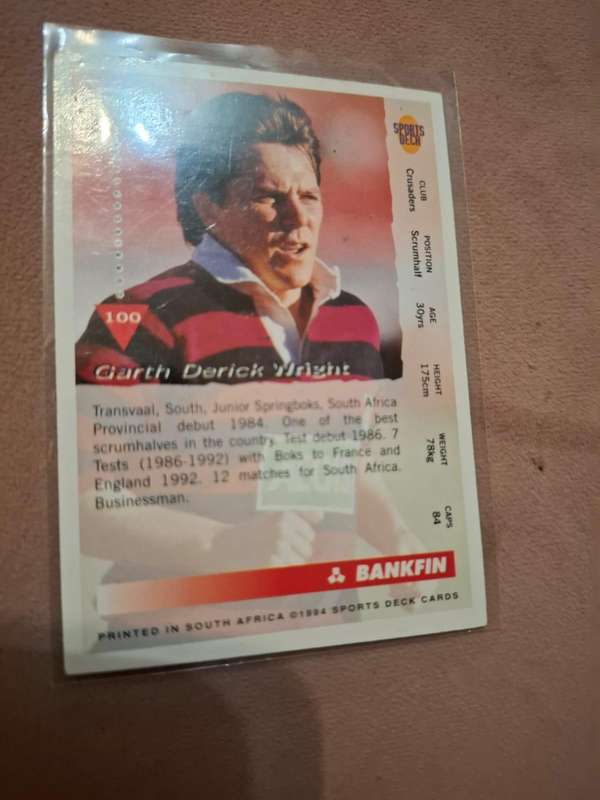 SPORTS
DECK
CLUB
Crusaders
POSITION
Scrumhalf
AGE
30yrs
HEIGHT
175cm
WEIGHT
78kg
CAPS
84
100
Garth Derick Wright
Transvaal, South, Junior Springboks, South Africa
Provincial debut 1984. One of the best
scrumhalves in the country. Test debut 1986. 7
Tests (1986-1992) with Boks to France and
England 1992. 12 matches for South Africa.
Businessman.
BANKFIN
PRINTED IN SOUTH AFRICA ©1994 SPORTS DECK CARDS